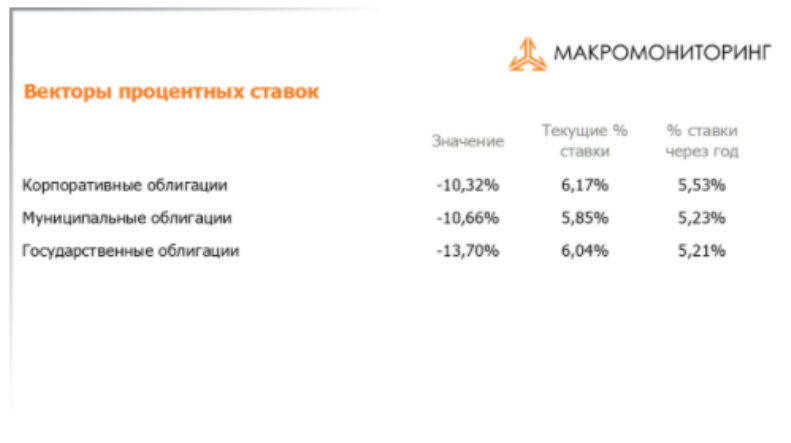 МАКРОМОНИТОРИНГ
Векторы процентных ставок
Значение
Текущие %
ставки
% ставки
через год
Корпоративные облигации -10,32% 6,17% 5,53%
Муниципальные облигации -10,66% 5,85% 5,23%
Государственные облигации -13,70% 6,04% 5,21%